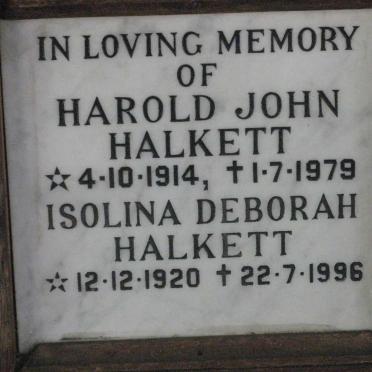 IN LOVING MEMORY
OF
HAROLD JOHN
HALKETT
☆ 4·10·1914, ✝ 1·7·1979
ISOLINA DEBORAH
HALKETT
☆ 12·12·1920 ✝ 22·7·1996